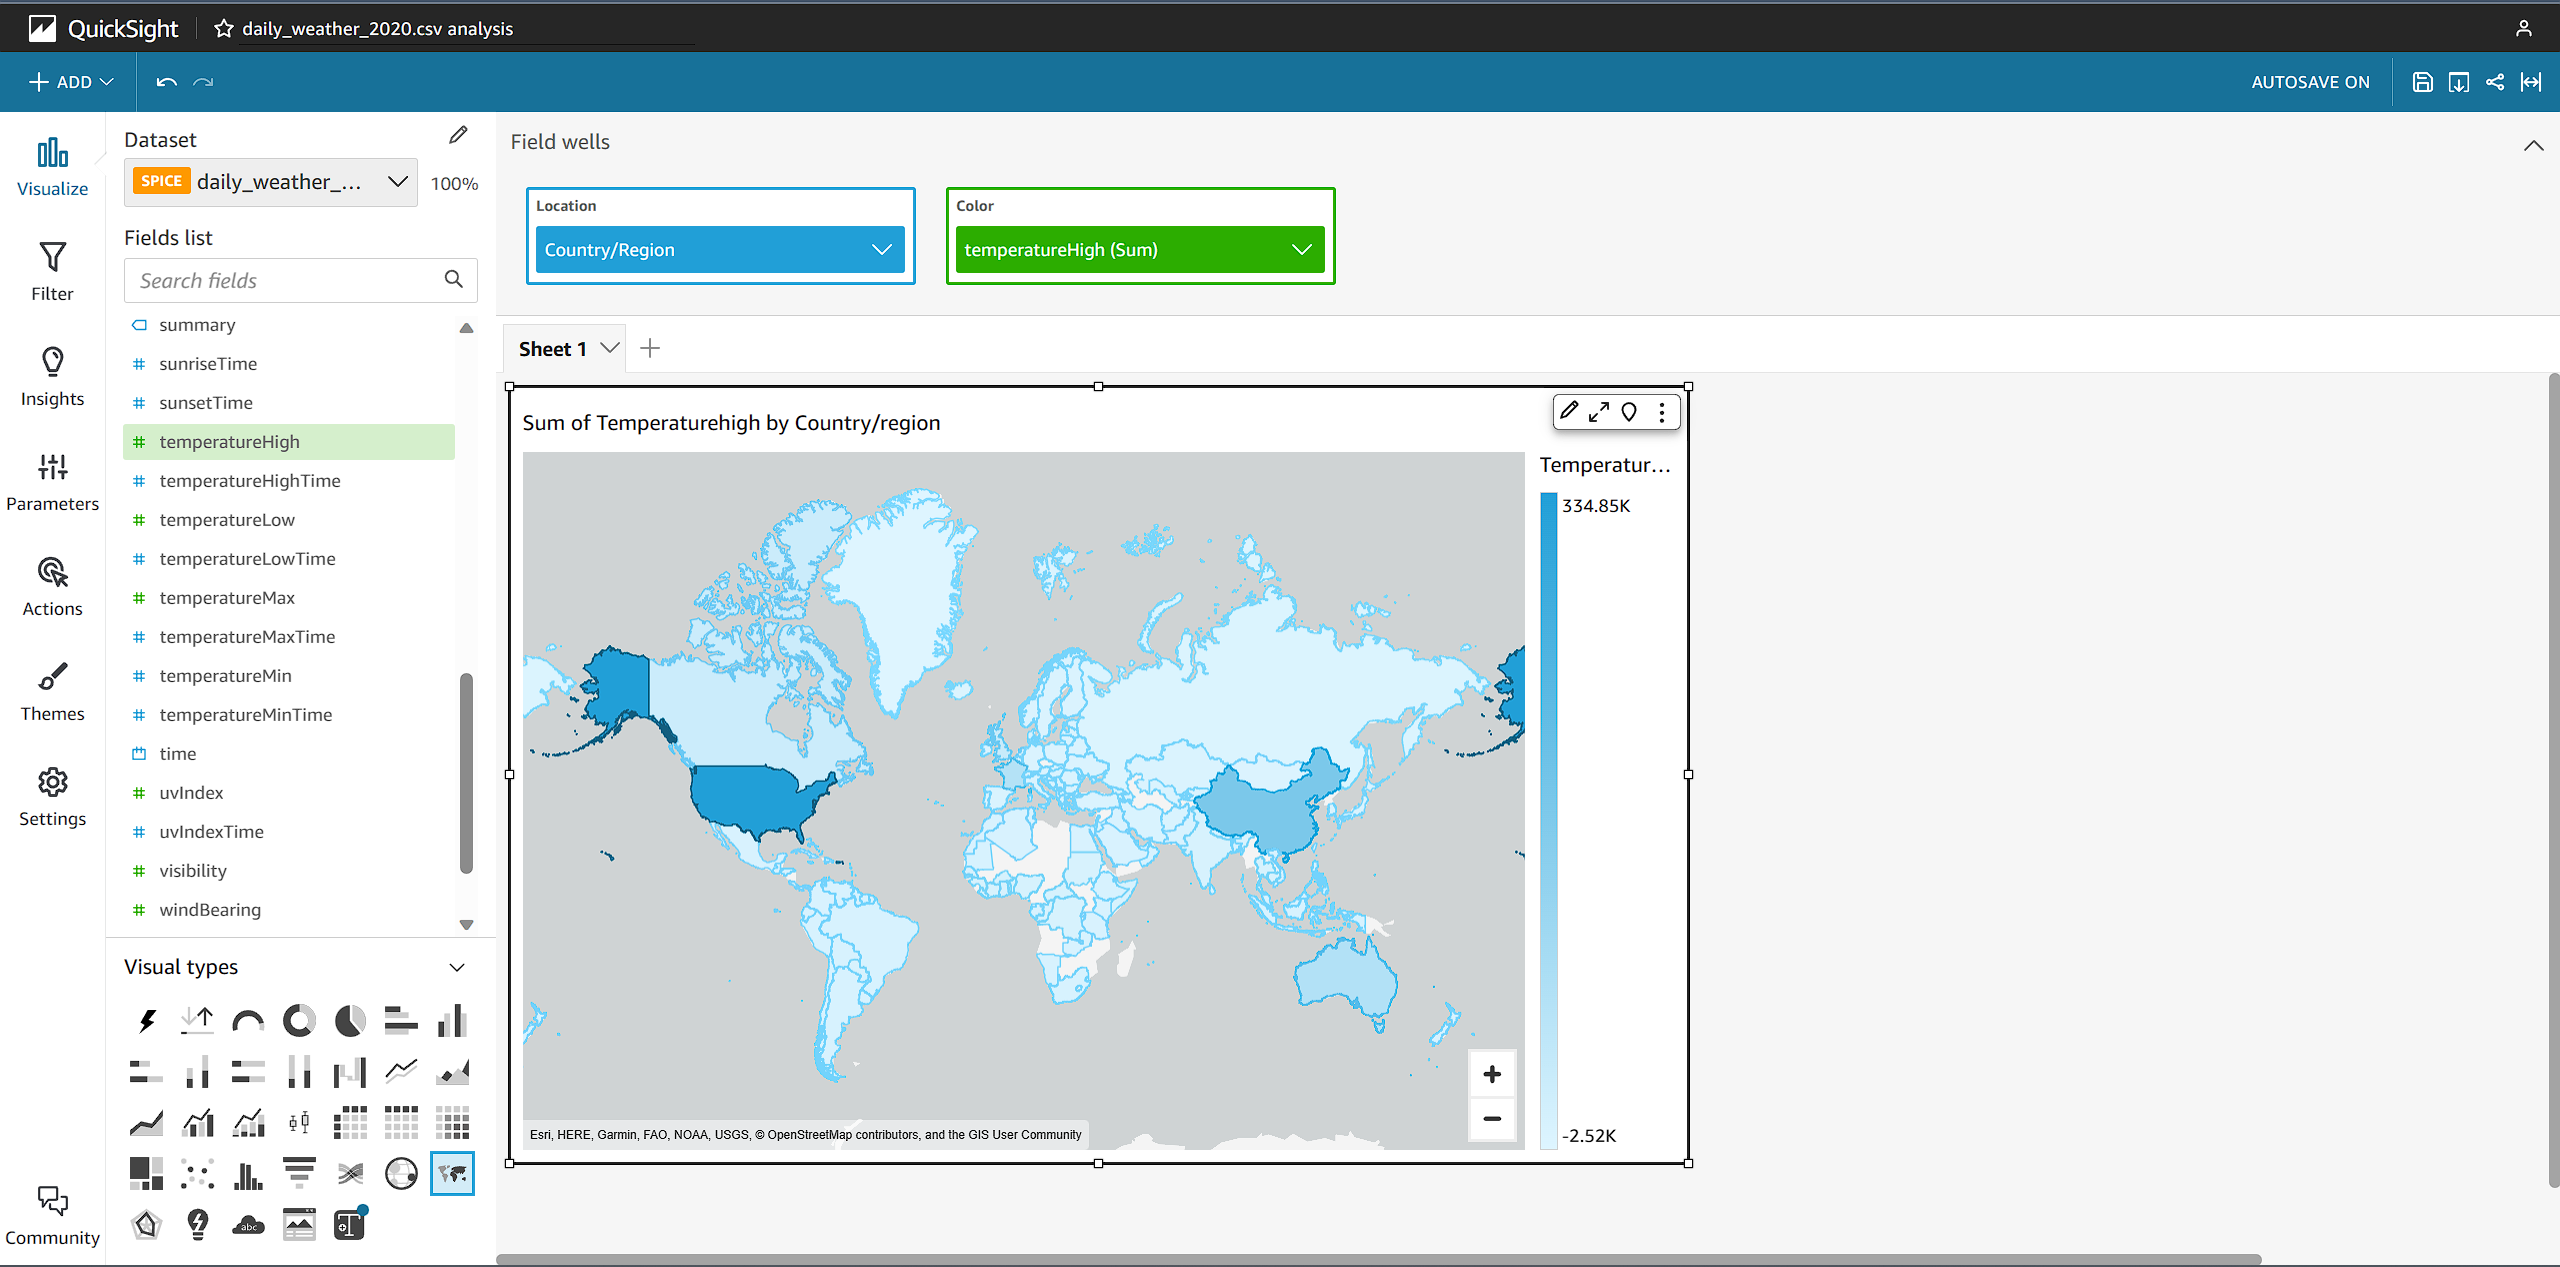 QuickSight
daily_weather_2020.csv analysis
ADD
AUTOSAVE ON
Visualize
Filter
Insights
Parameters
Actions
Themes
Settings
Community
Dataset
SPICE daily_weather_... 100%
Fields list
Search fields
summary
sunriseTime
sunsetTime
temperatureHigh
temperatureHighTime
temperatureLow
temperatureLowTime
temperatureMax
temperatureMaxTime
temperatureMin
temperatureMinTime
time
uvIndex
uvIndexTime
visibility
windBearing
Visual types
abc
Field wells
Location
Country/Region
Color
temperatureHigh (Sum)
Sheet 1
Sum of Temperaturehigh by Country/region
Temperatur...
334.85K
-2.52K
Esri, HERE, Garmin, FAO, NOAA, USGS, © OpenStreetMap contributors, and the GIS User Community